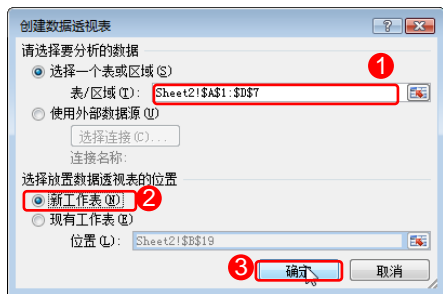 创建数据透视表
请选择要分析的数据
选择一个表或区域(S)
1
表/区域(T): Sheet2!$A$1:$D$7
使用外部数据源(U)
选择连接(C)...
连接名称:
选择放置数据透视表的位置
新工作表(N) 2
现有工作表(E)
位置(L): Sheet2!$B$19
3 确定 取消